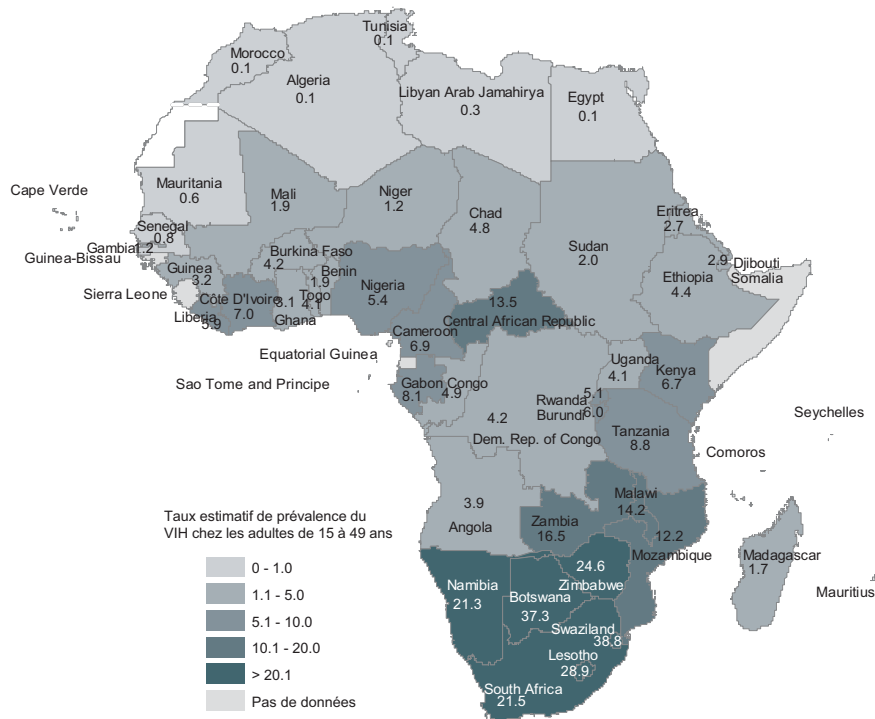 Tunisia
0.1
Morocco
0.1
Algeria
0.1
Libyan Arab Jamahirya
0.3
Egypt
0.1
Cape Verde
Mauritania
0.6
Mali
1.9
Niger
1.2
Chad
4.8
Sudan
2.0
Eritrea
2.7
Senegal
0.8
Gambia
1.2
Guinea-Bissau
Guinea
3.2
Burkina Faso
4.2
Benin
1.9
Nigeria
5.4
Ethiopia
4.4
2.9
Djibouti
Somalia
Sierra Leone
Côte D'Ivoire
7.0
3.1
Togo
4.1
Ghana
Liberia
5.9
13.5
Central African Republic
Cameroon
6.9
Equatorial Guinea
Sao Tome and Principe
Gabon
8.1
Congo
4.9
Uganda
4.1
Kenya
6.7
Rwanda
5.1
Burundi
6.0
4.2
Dem. Rep. of Congo
Tanzania
8.8
Seychelles
Comoros
3.9
Angola
Zambia
16.5
Malawi
14.2
12.2
Mozambique
Madagascar
1.7
Mauritius
Namibia
21.3
Botswana
37.3
24.6
Zimbabwe
Swaziland
38.8
Lesotho
28.9
South Africa
21.5
Taux estimatif de prévalence du
VIH chez les adultes de 15 à 49 ans
0 - 1.0
1.1 - 5.0
5.1 - 10.0
10.1 - 20.0
> 20.1
Pas de données